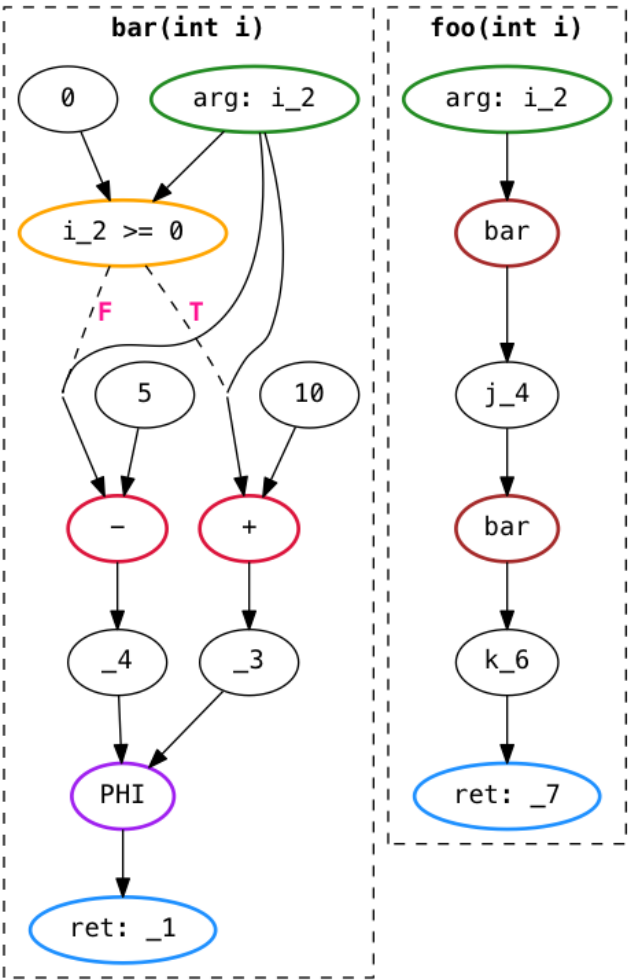 bar(int i)
0
arg: i_2
i_2 >= 0
F
T
5
10
−
+
_4
_3
PHI
ret: _1
foo(int i)
arg: i_2
bar
j_4
bar
k_6
ret: _7